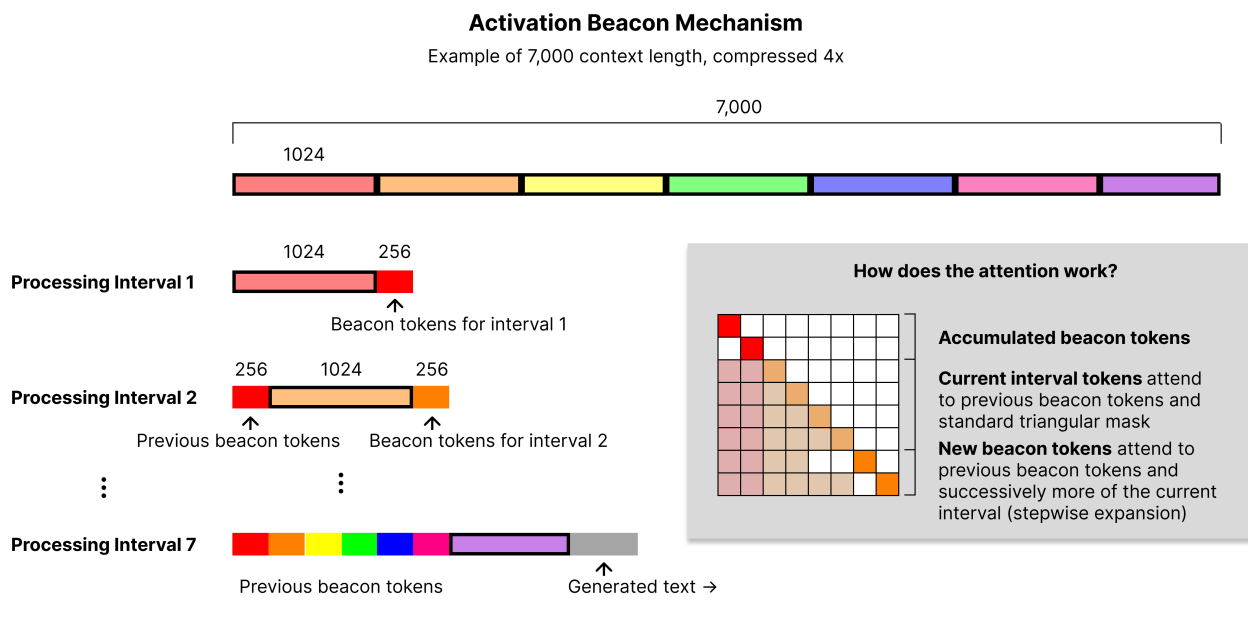 Activation Beacon Mechanism
Example of 7,000 context length, compressed 4x
7,000
1024
1024 256
Processing Interval 1
Beacon tokens for interval 1
256 1024 256
Processing Interval 2
Previous beacon tokens Beacon tokens for interval 2
Processing Interval 7
Previous beacon tokens Generated text →
How does the attention work?
Accumulated beacon tokens
Current interval tokens attend
to previous beacon tokens and
standard triangular mask
New beacon tokens attend to
previous beacon tokens and
successively more of the current
interval (stepwise expansion)